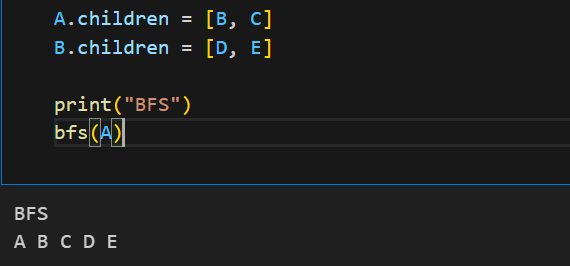 A.children = [B, C]
B.children = [D, E]
print("BFS")
bfs(A)
BFS
A B C D E